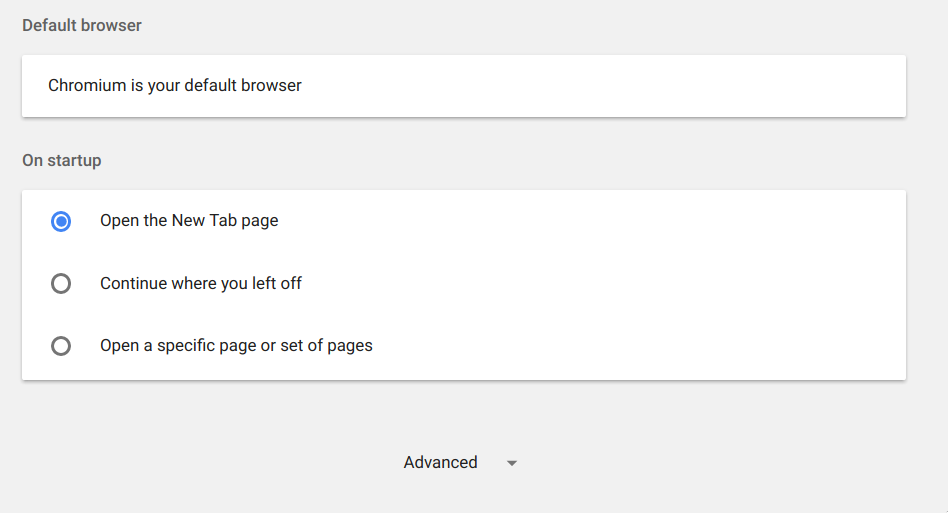 Default browser
Chromium is your default browser
On startup
Open the New Tab page
Continue where you left off
Open a specific page or set of pages
Advanced